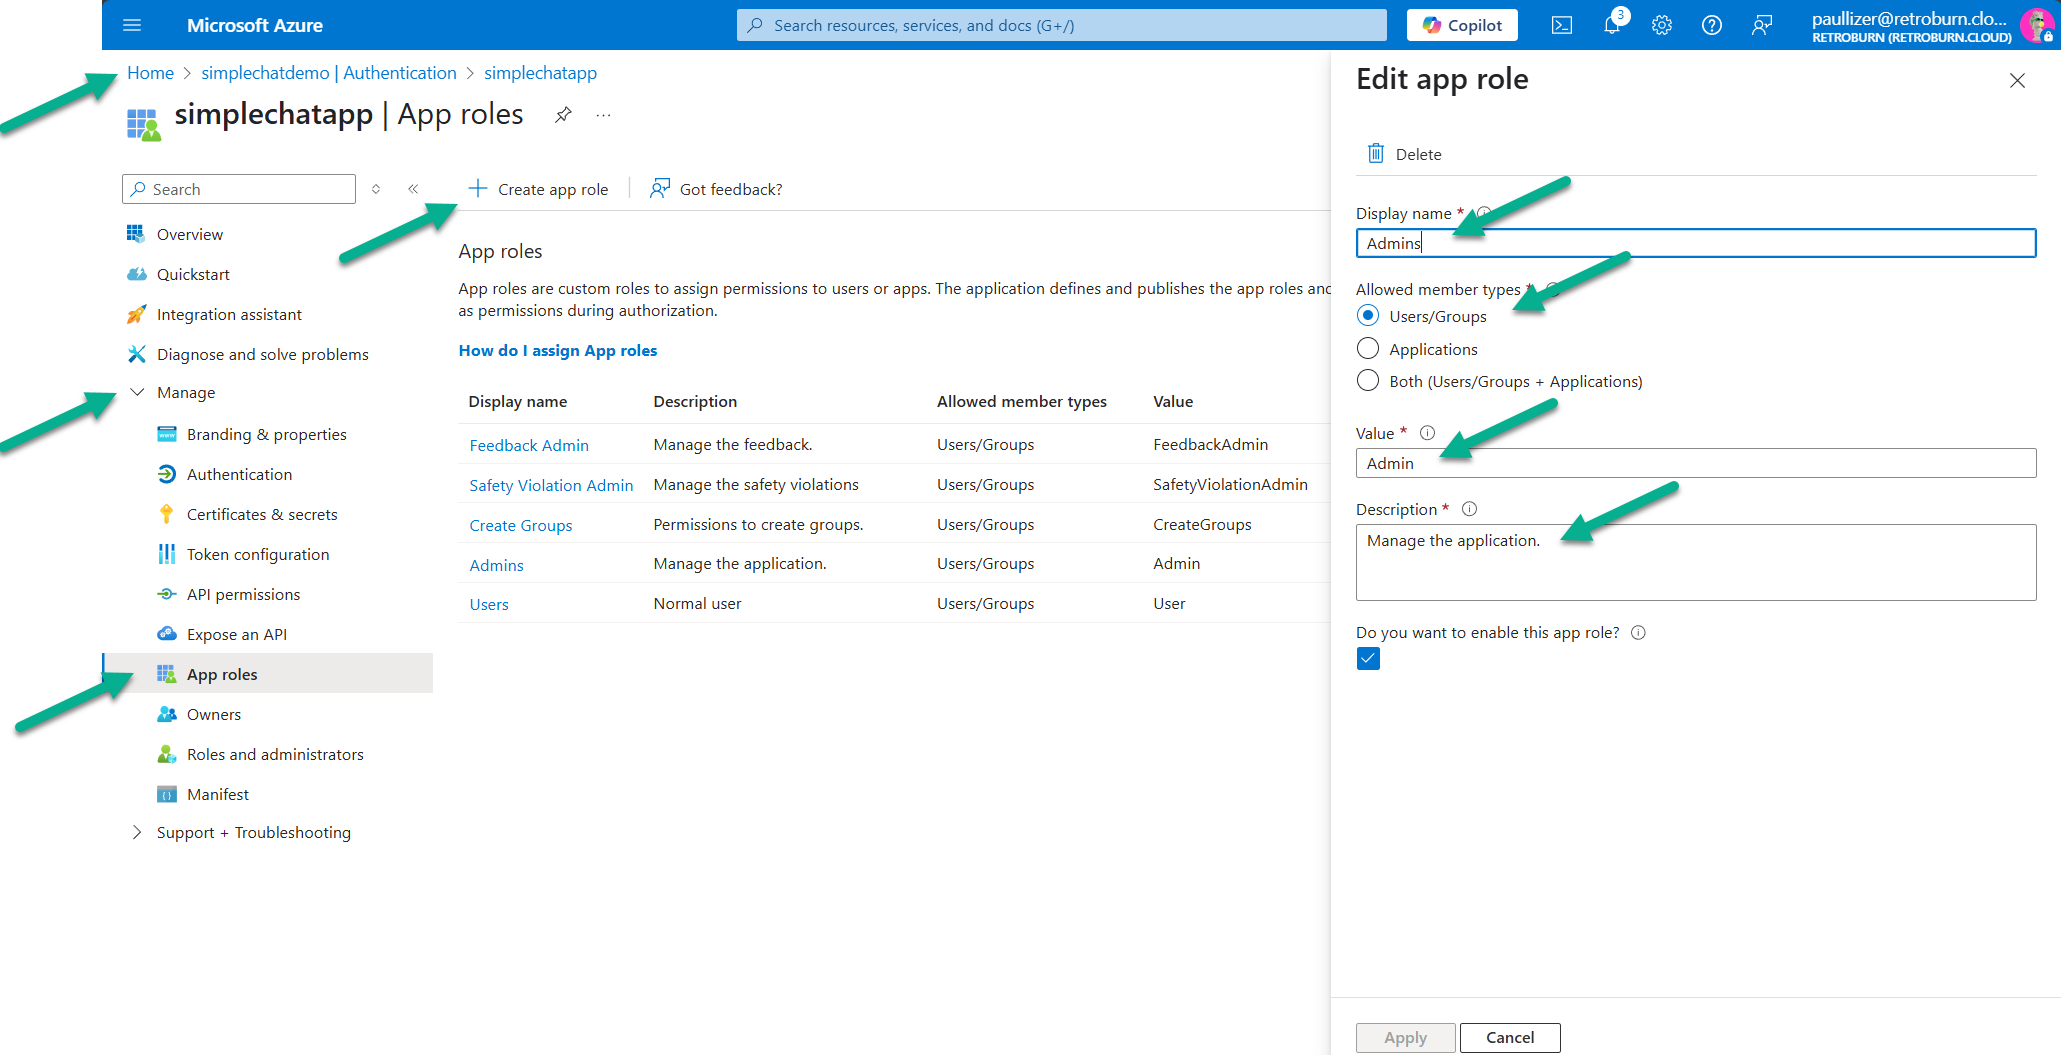 Microsoft Azure
Search resources, services, and docs (G+/)
Copilot
3
paullizer@retroburn.clo...
RETROBURN (RETROBURN.CLOUD)
Home > simplechatdemo | Authentication > simplechatapp
simplechatapp | App roles
...
Search
Overview
Quickstart
Integration assistant
Diagnose and solve problems
Manage
Branding & properties
Authentication
Certificates & secrets
Token configuration
API permissions
Expose an API
App roles
Owners
Roles and administrators
Manifest
Support + Troubleshooting
Create app role
Got feedback?
App roles
App roles are custom roles to assign permissions to users or apps. The application defines and publishes the app roles and
as permissions during authorization.
How do I assign App roles
Display name Description Allowed member types Value
Feedback Admin Manage the feedback. Users/Groups FeedbackAdmin
Safety Violation Admin Manage the safety violations Users/Groups SafetyViolationAdmin
Create Groups Permissions to create groups. Users/Groups CreateGroups
Admins Manage the application. Users/Groups Admin
Users Normal user Users/Groups User
Edit app role
Delete
Display name *
Admins
Allowed member types *
Users/Groups
Applications
Both (Users/Groups + Applications)
Value *
Admin
Description *
Manage the application.
Do you want to enable this app role?
Apply
Cancel